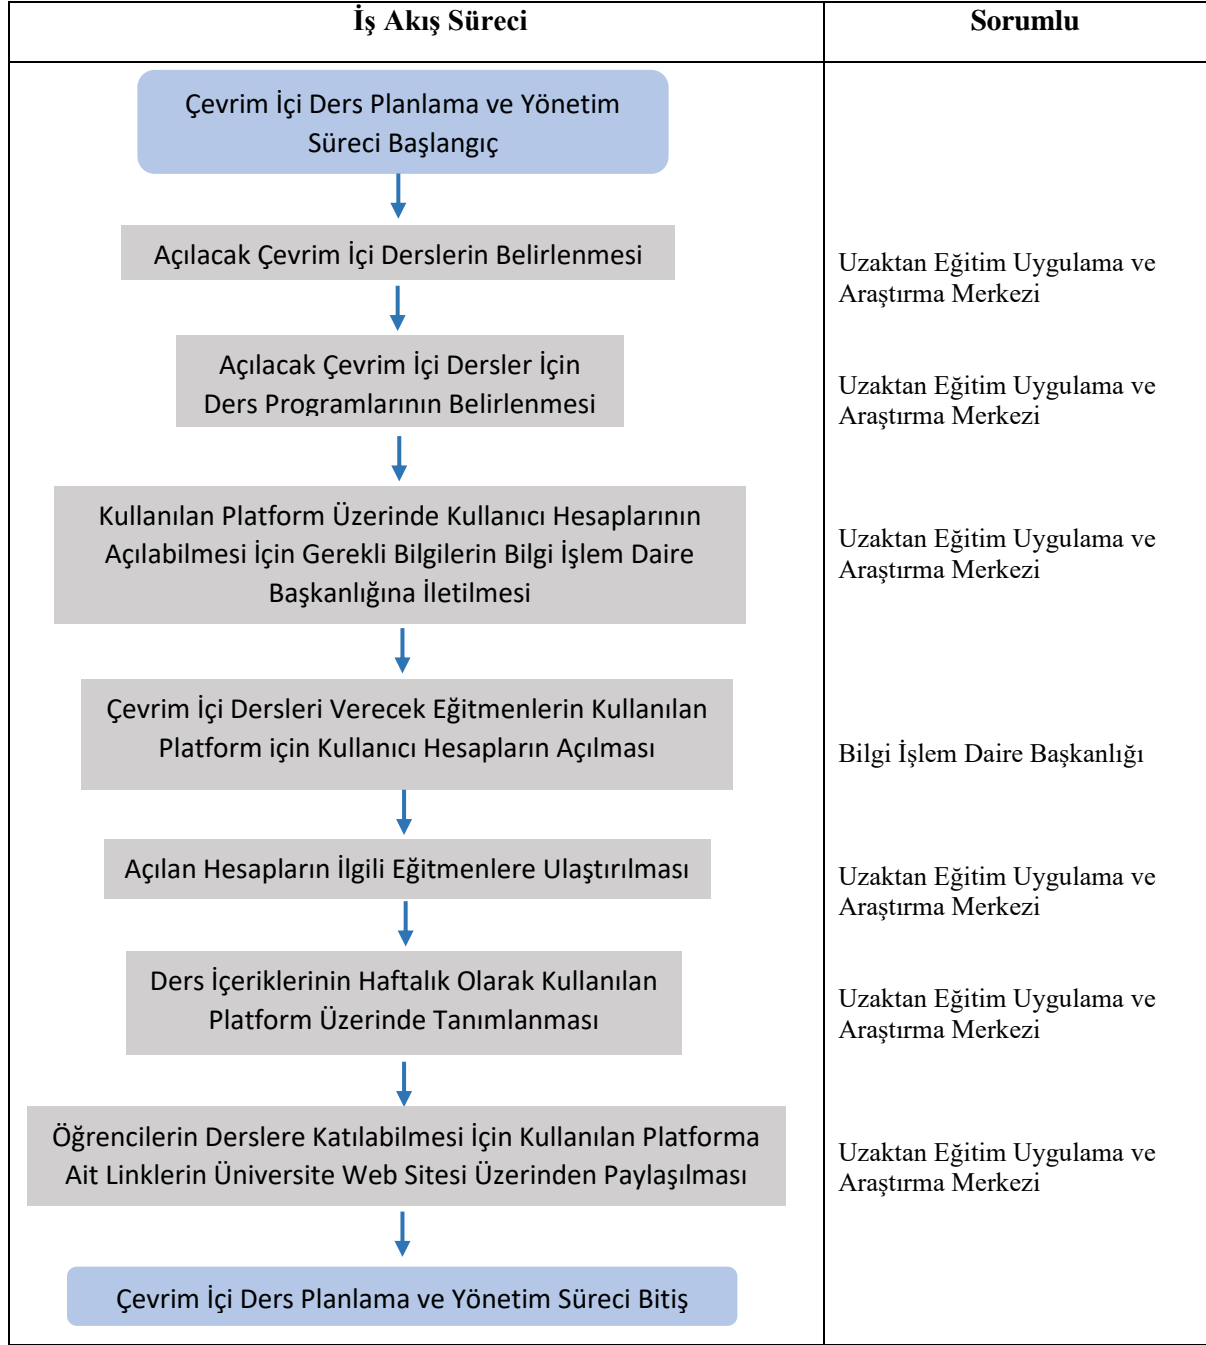 İş Akış Süreci
Sorumlu
Çevrim İçi Ders Planlama ve Yönetim
Süreci Başlangıç
Açılacak Çevrim İçi Derslerin Belirlenmesi
Uzaktan Eğitim Uygulama ve
Araştırma Merkezi
Açılacak Çevrim İçi Dersler İçin
Ders Programlarının Belirlenmesi
Uzaktan Eğitim Uygulama ve
Araştırma Merkezi
Kullanılan Platform Üzerinde Kullanıcı Hesaplarının
Açılabilmesi İçin Gerekli Bilgilerin Bilgi İşlem Daire
Başkanlığına İletilmesi
Uzaktan Eğitim Uygulama ve
Araştırma Merkezi
Çevrim İçi Dersleri Verecek Eğitmenlerin Kullanılan
Platform için Kullanıcı Hesapların Açılması
Bilgi İşlem Daire Başkanlığı
Açılan Hesapların İlgili Eğitmenlere Ulaştırılması
Uzaktan Eğitim Uygulama ve
Araştırma Merkezi
Ders İçeriklerinin Haftalık Olarak Kullanılan
Platform Üzerinde Tanımlanması
Uzaktan Eğitim Uygulama ve
Araştırma Merkezi
Öğrencilerin Derslere Katılabilmesi İçin Kullanılan Platforma
Ait Linklerin Üniversite Web Sitesi Üzerinden Paylaşılması
Uzaktan Eğitim Uygulama ve
Araştırma Merkezi
Çevrim İçi Ders Planlama ve Yönetim Süreci Bitiş